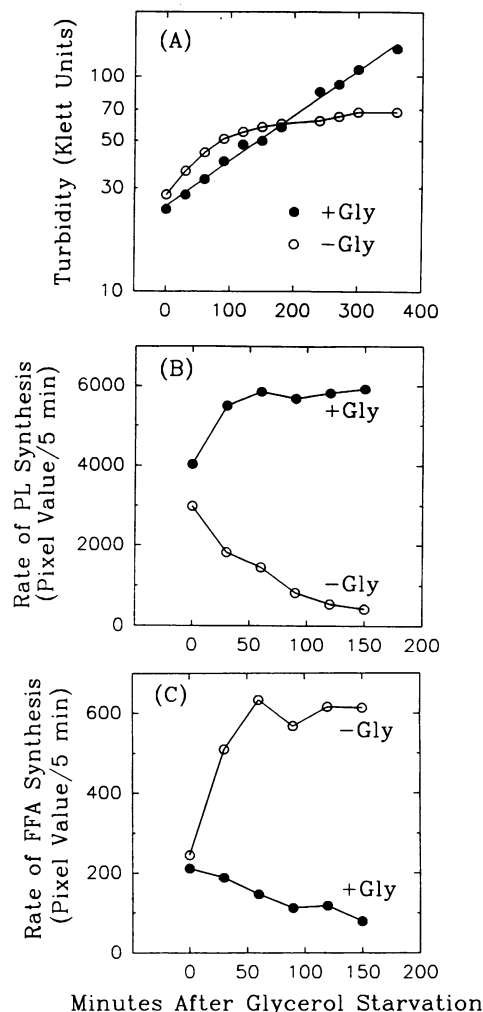 (A)
Turbidity (Klett Units)
100
70
50
30
10
+Gly
−Gly
0 100 200 300 400
(B)
Rate of PL Synthesis
(Pixel Value/5 min)
6000
4000
2000
0
+Gly
−Gly
0 50 100 150 200
(C)
Rate of FFA Synthesis
(Pixel Value/5 min)
600
400
200
0
−Gly
+Gly
0 50 100 150 200
Minutes After Glycerol Starvation